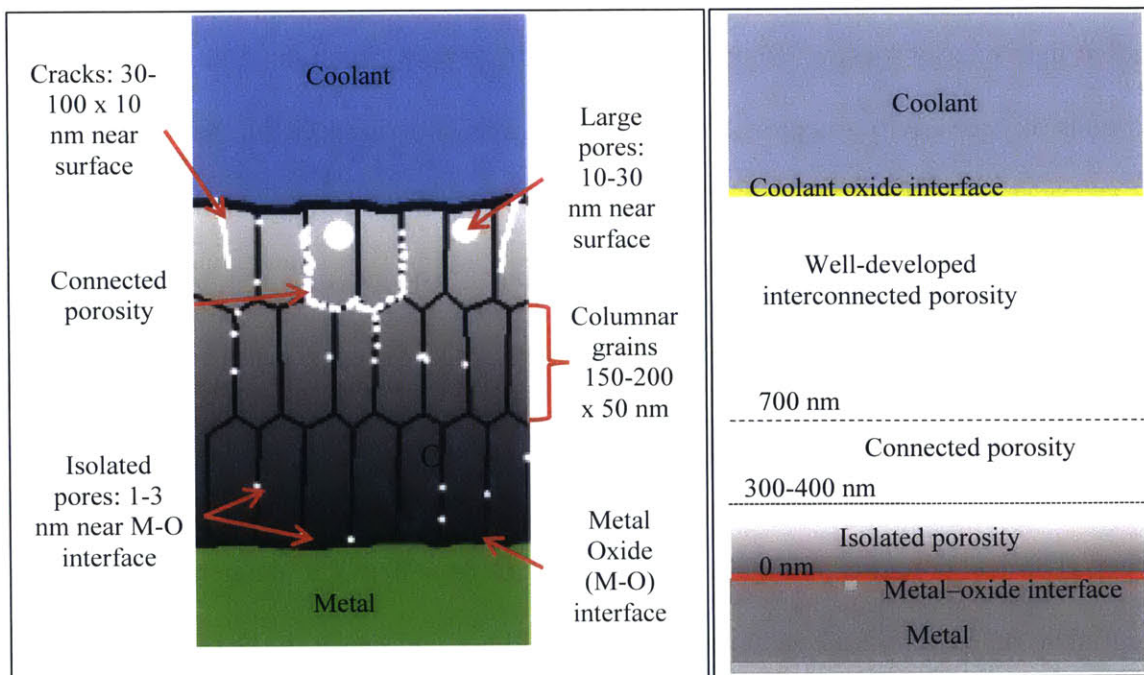 Cracks: 30-
100 x 10
nm near
surface
Connected
porosity
Isolated
pores: 1-3
nm near M-O
interface
Coolant
Metal
Large
pores:
10-30
nm near
surface
Columnar
grains
150-200
x 50 nm
Metal
Oxide
(M-O)
interface
Coolant
Coolant oxide interface
Well-developed
interconnected porosity
700 nm
Connected porosity
300-400 nm
Isolated porosity
0 nm
Metal–oxide interface
Metal